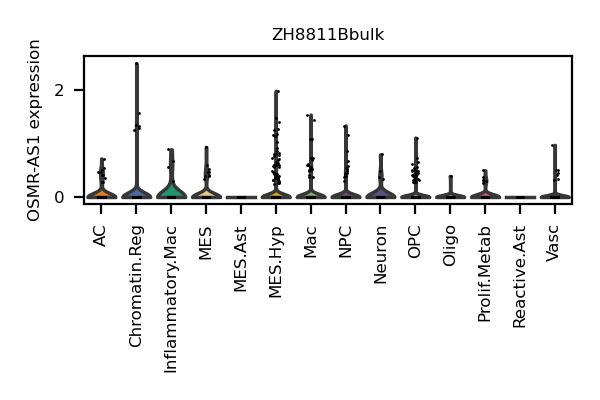 ZH8811Bbulk
OSMR-AS1 expression
2
0
AC
Chromatin.Reg
Inflammatory.Mac
MES
MES.Ast
MES.Hyp
Mac
NPC
Neuron
OPC
Oligo
Prolif.Metab
Reactive.Ast
Vasc